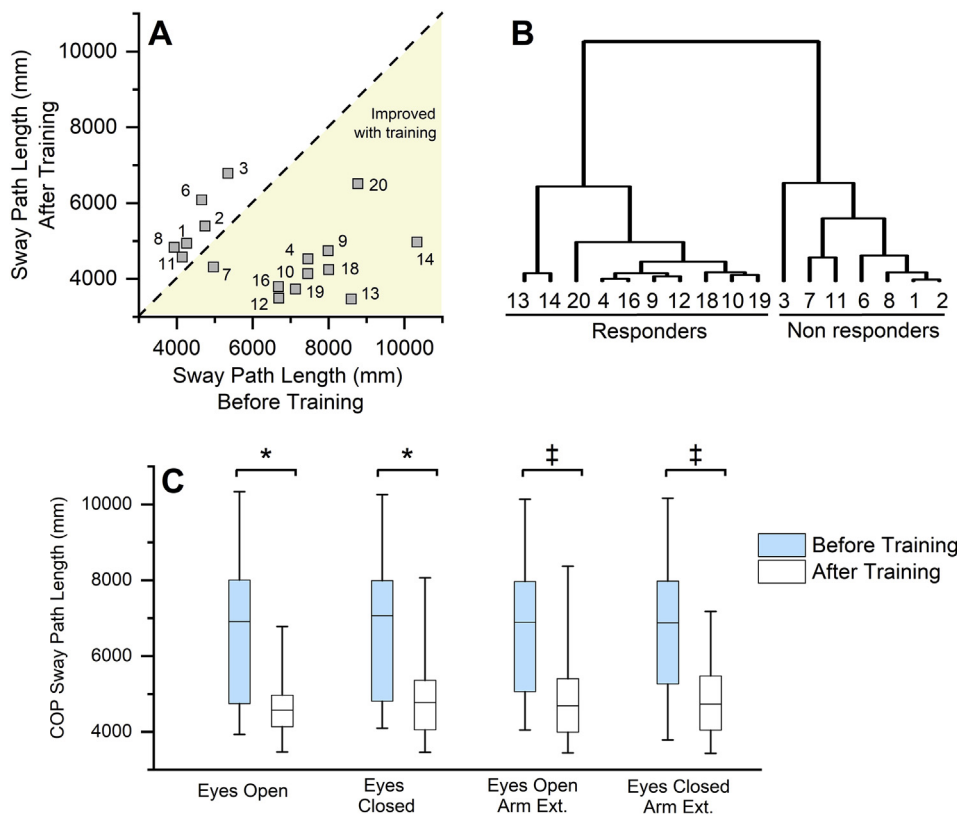 A
10000
8000
6000
4000
Sway Path Length (mm)
After Training
Improved
with training
3
6
2
1
8
11
7
20
9
4
14
10
18
16
19
13
12
4000 6000 8000 10000
Sway Path Length (mm)
Before Training
B
13 14 20 4 16 9 12 18 10 19 3 7 11 6 8 1 2
Responders Non responders
C
* * ‡ ‡
COP Sway Path Length (mm)
10000
8000
6000
4000
Before Training
After Training
Eyes Open
Eyes
Closed
Eyes Open
Arm Ext.
Eyes Closed
Arm Ext.